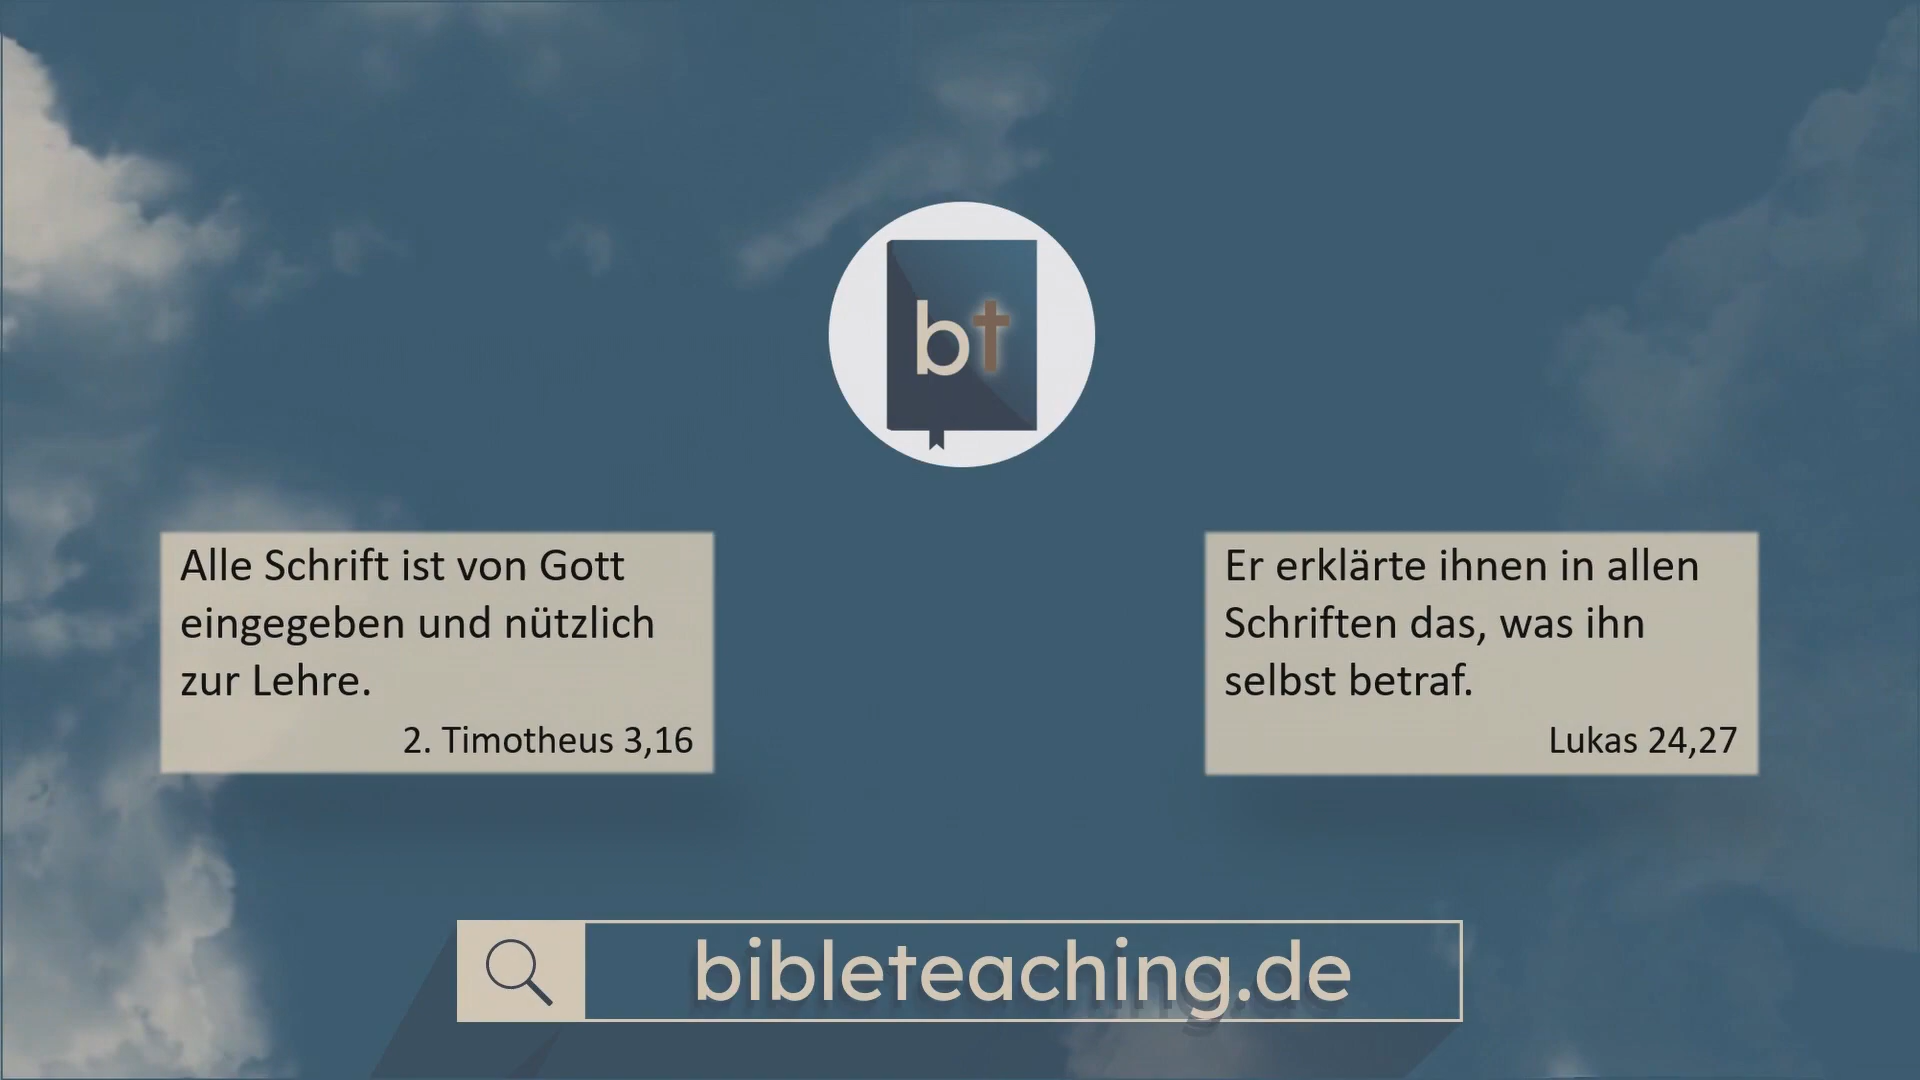 bt
Alle Schrift ist von Gott
eingegeben und nützlich
zur Lehre.
2. Timotheus 3,16
Er erklärte ihnen in allen
Schriften das, was ihn
selbst betraf.
Lukas 24,27
bibleteaching.de